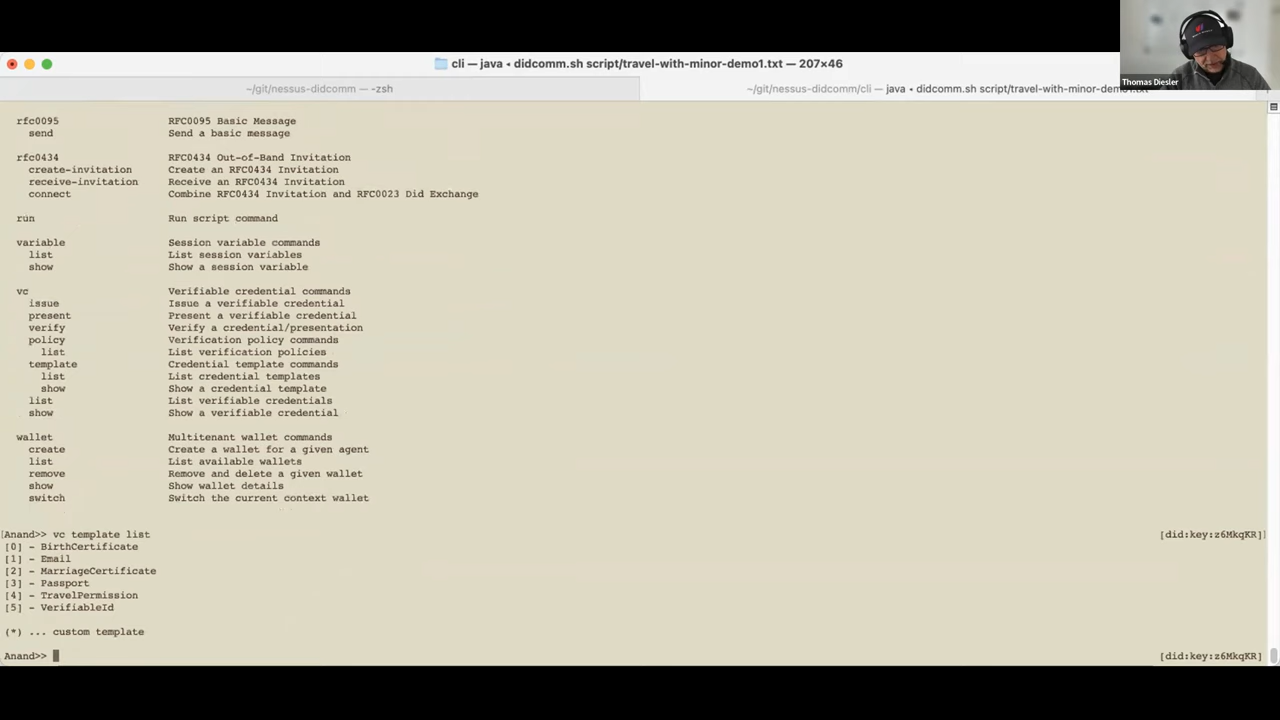 cli — java ◂ didcomm.sh script/travel-with-minor-demo1.txt — 207×46
~/git/nessus-didcomm — -zsh
~/git/nessus-didcomm/cli — java ◂ didcomm.sh script/travel-with-minor-demo1.txt
Thomas Diesler
rfc0095 RFC0095 Basic Message
send Send a basic message
rfc0434 RFC0434 Out-of-Band Invitation
create-invitation Create an RFC0434 Invitation
receive-invitation Receive an RFC0434 Invitation
connect Combine RFC0434 Invitation and RFC0023 Did Exchange
run Run script command
variable Session variable commands
list List session variables
show Show a session variable
vc Verifiable credential commands
issue Issue a verifiable credential
present Present a verifiable credential
verify Verify a credential/presentation
policy Verification policy commands
list List verification policies
template Credential template commands
list List credential templates
show Show a credential template
list List verifiable credentials
show Show a verifiable credential
wallet Multitenant wallet commands
create Create a wallet for a given agent
list List available wallets
remove Remove and delete a given wallet
show Show wallet details
switch Switch the current context wallet
[Anand>> vc template list [did:key:z6MkqKR]]
[0] - BirthCertificate
[1] - Email
[2] - MarriageCertificate
[3] - Passport
[4] - TravelPermission
[5] - VerifiableId
(*) ... custom template
Anand>> [did:key:z6MkqKR]